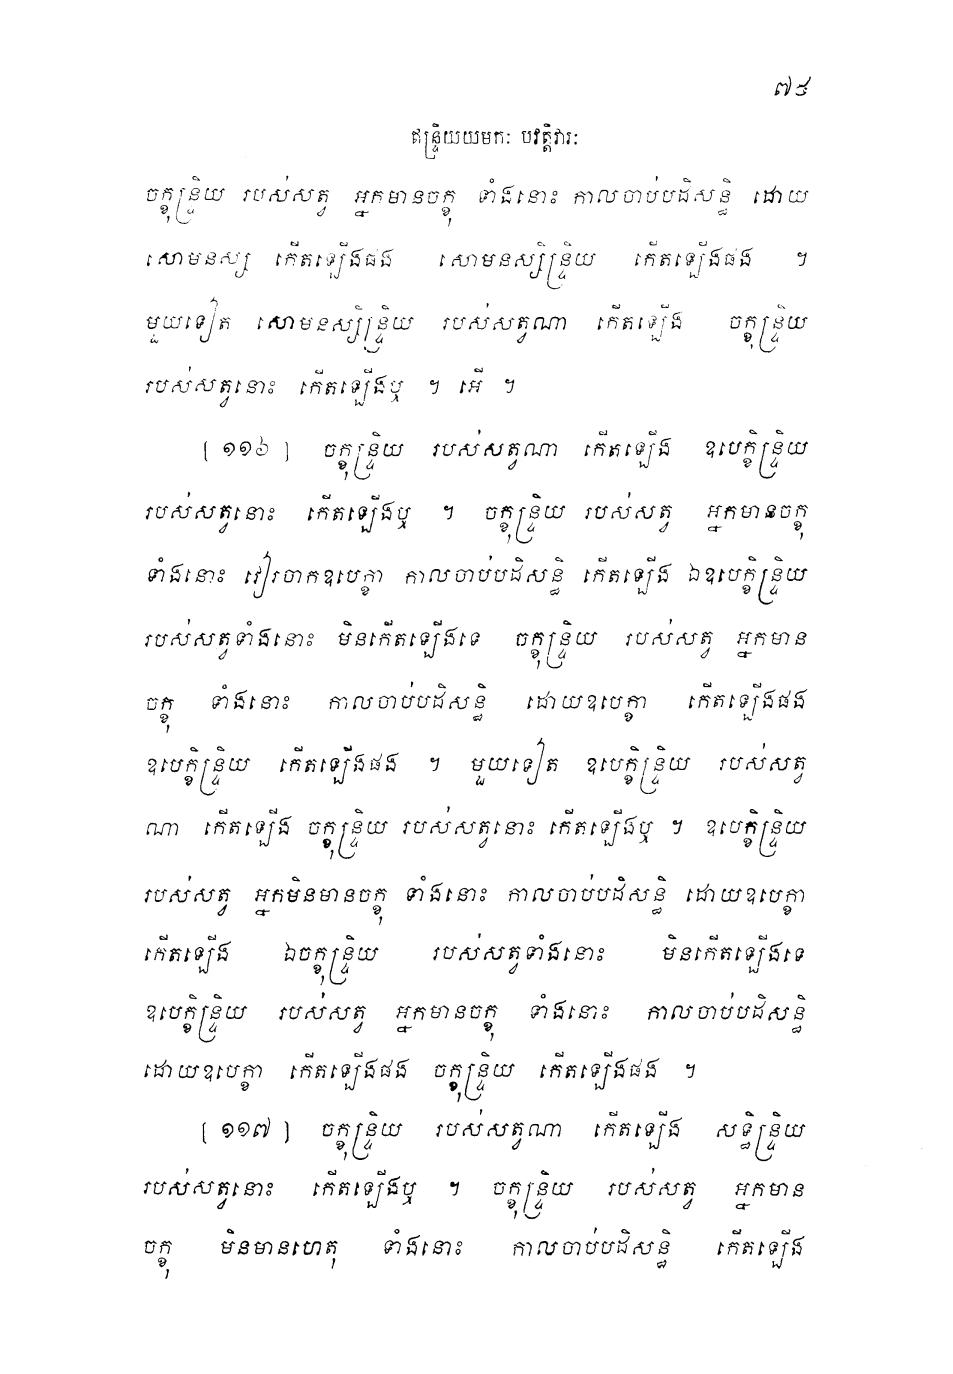 ៧៥
ឥន្ទ្រិយយមកៈ បវត្តិវារៈ
ចក្ខុន្ទ្រិយ របស់សត្វ អ្នកមានចក្ខុ ទាំងនោះ កាលចាប់បដិសន្ធិ ដោយ
សោមនស្ស កើតឡើងផង សោមនស្សិន្ទ្រិយ កើតឡើងផង ។
មួយទៀត សោមនស្សិន្ទ្រិយ របស់សត្វណា កើតឡើង ចក្ខុន្ទ្រិយ
របស់សត្វនោះ កើតឡើងឬ ។ អើ ។
[១១៦] ចក្ខុន្ទ្រិយ របស់សត្វណា កើតឡើង ឧបេក្ខិន្ទ្រិយ
របស់សត្វនោះ កើតឡើងឬ ។ ចក្ខុន្ទ្រិយ របស់សត្វ អ្នកមានចក្ខុ
ទាំងនោះ វៀរចាកឧបេក្ខា កាលចាប់បដិសន្ធិ កើតឡើង ឯឧបេក្ខិន្ទ្រិយ
របស់សត្វទាំងនោះ មិនកើតឡើងទេ ចក្ខុន្ទ្រិយ របស់សត្វ អ្នកមាន
ចក្ខុ ទាំងនោះ កាលចាប់បដិសន្ធិ ដោយឧបេក្ខា កើតឡើងផង
ឧបេក្ខិន្ទ្រិយ កើតឡើងផង ។ មួយទៀត ឧបេក្ខិន្ទ្រិយ របស់សត្វ
ណា កើតឡើង ចក្ខុន្ទ្រិយ របស់សត្វនោះ កើតឡើងឬ ។ ឧបេក្ខិន្ទ្រិយ
របស់សត្វ អ្នកមិនមានចក្ខុ ទាំងនោះ កាលចាប់បដិសន្ធិ ដោយឧបេក្ខា
កើតឡើង ឯចក្ខុន្ទ្រិយ របស់សត្វទាំងនោះ មិនកើតឡើងទេ
ឧបេក្ខិន្ទ្រិយ របស់សត្វ អ្នកមានចក្ខុ ទាំងនោះ កាលចាប់បដិសន្ធិ
ដោយឧបេក្ខា កើតឡើងផង ចក្ខុន្ទ្រិយ កើតឡើងផង ។
[១១៧] ចក្ខុន្ទ្រិយ របស់សត្វណា កើតឡើង សទ្ធិន្ទ្រិយ
របស់សត្វនោះ កើតឡើងឬ ។ ចក្ខុន្ទ្រិយ របស់សត្វ អ្នកមាន
ចក្ខុ មិនមានហេតុ ទាំងនោះ កាលចាប់បដិសន្ធិ កើតឡើង